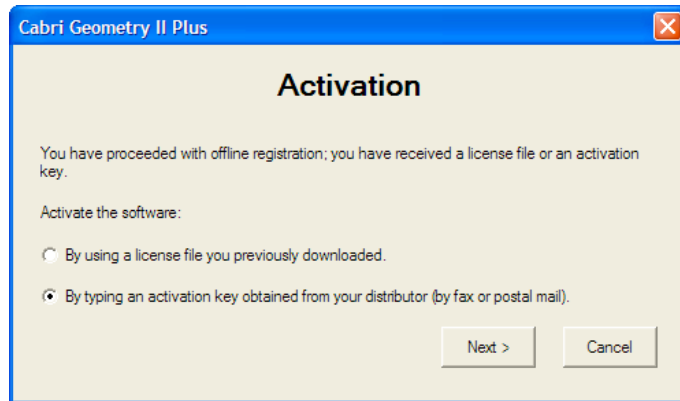 Cabri Geometry II Plus
Activation
You have proceeded with offline registration; you have received a license file or an activation
key.
Activate the software:
By using a license file you previously downloaded.
By typing an activation key obtained from your distributor (by fax or postal mail).
Next >
Cancel